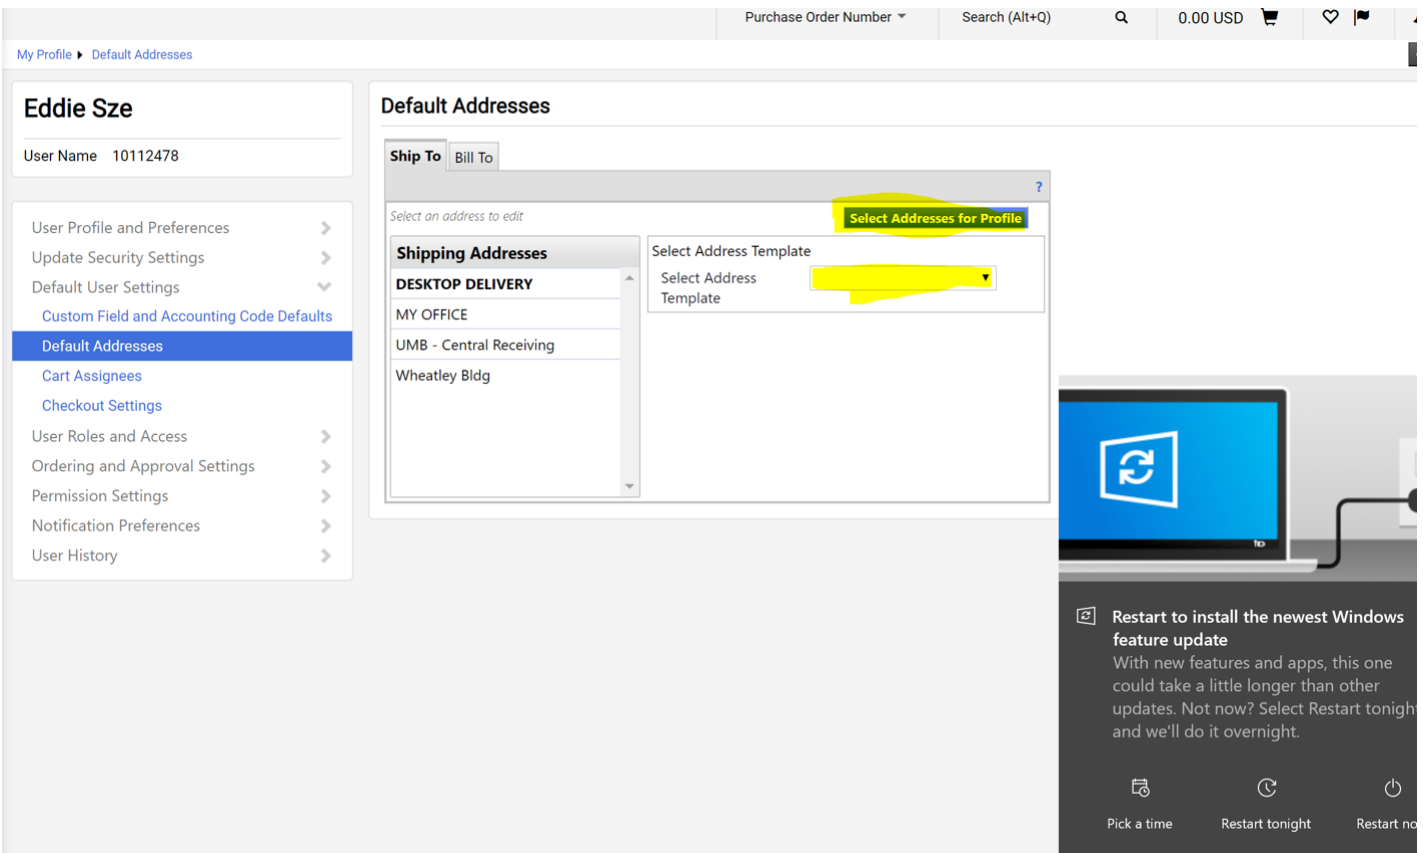 Purchase Order Number Search (Alt+Q) 0.00 USD
My Profile Default Addresses
Eddie Sze
User Name 10112478
User Profile and Preferences
Update Security Settings
Default User Settings
Custom Field and Accounting Code Defaults
Default Addresses
Cart Assignees
Checkout Settings
User Roles and Access
Ordering and Approval Settings
Permission Settings
Notification Preferences
User History
Default Addresses
Ship To Bill To
?
Select an address to edit
Select Addresses for Profile
Shipping Addresses
DESKTOP DELIVERY
MY OFFICE
UMB - Central Receiving
Wheatley Bldg
Select Address Template
Select Address
Template
Restart to install the newest Windows
feature update
With new features and apps, this one
could take a little longer than other
updates. Not now? Select Restart tonight
and we'll do it overnight.
Pick a time
Restart tonight
Restart no